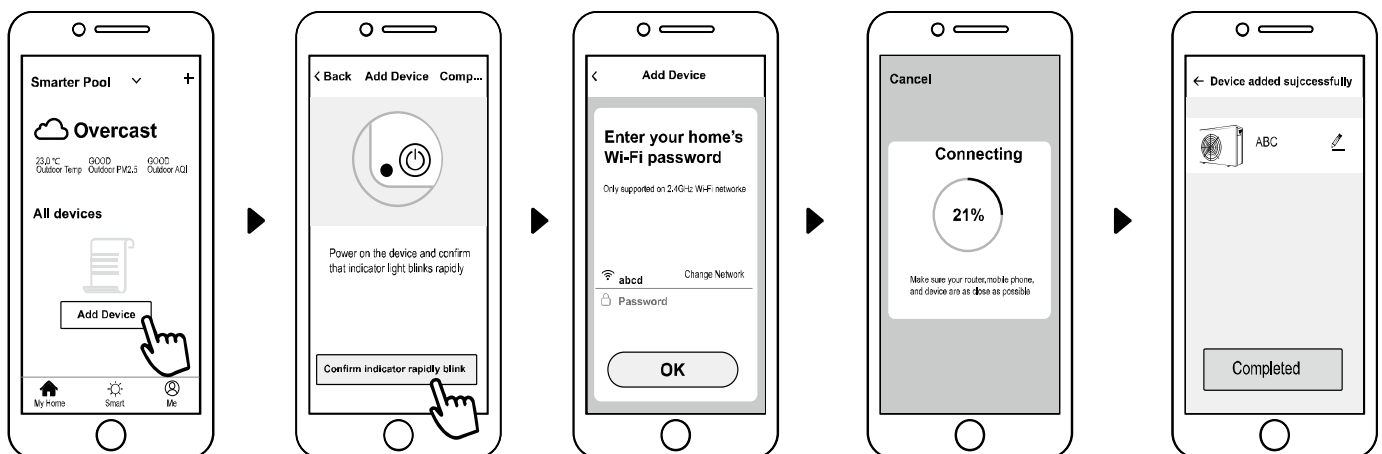 Smarter Pool
+
Overcast
23,0 °C GOOD GOOD
Outdoor Temp Outdoor PM2.5 Outdoor AQI
All devices
Add Device
My Home Smart Me
< Back Add Device Comp...
Power on the device and confirm
that indicator light blinks rapidly
Confirm indicator rapidly blink
< Add Device
Enter your home's
Wi-Fi password
Only supported on 2.4GHz Wi-Fi networke
abcd Change Network
Password
OK
Cancel
Connecting
21%
Make sure your router,mobile phone,
and device are as close as possible
← Device added sujccessfully
ABC
Completed